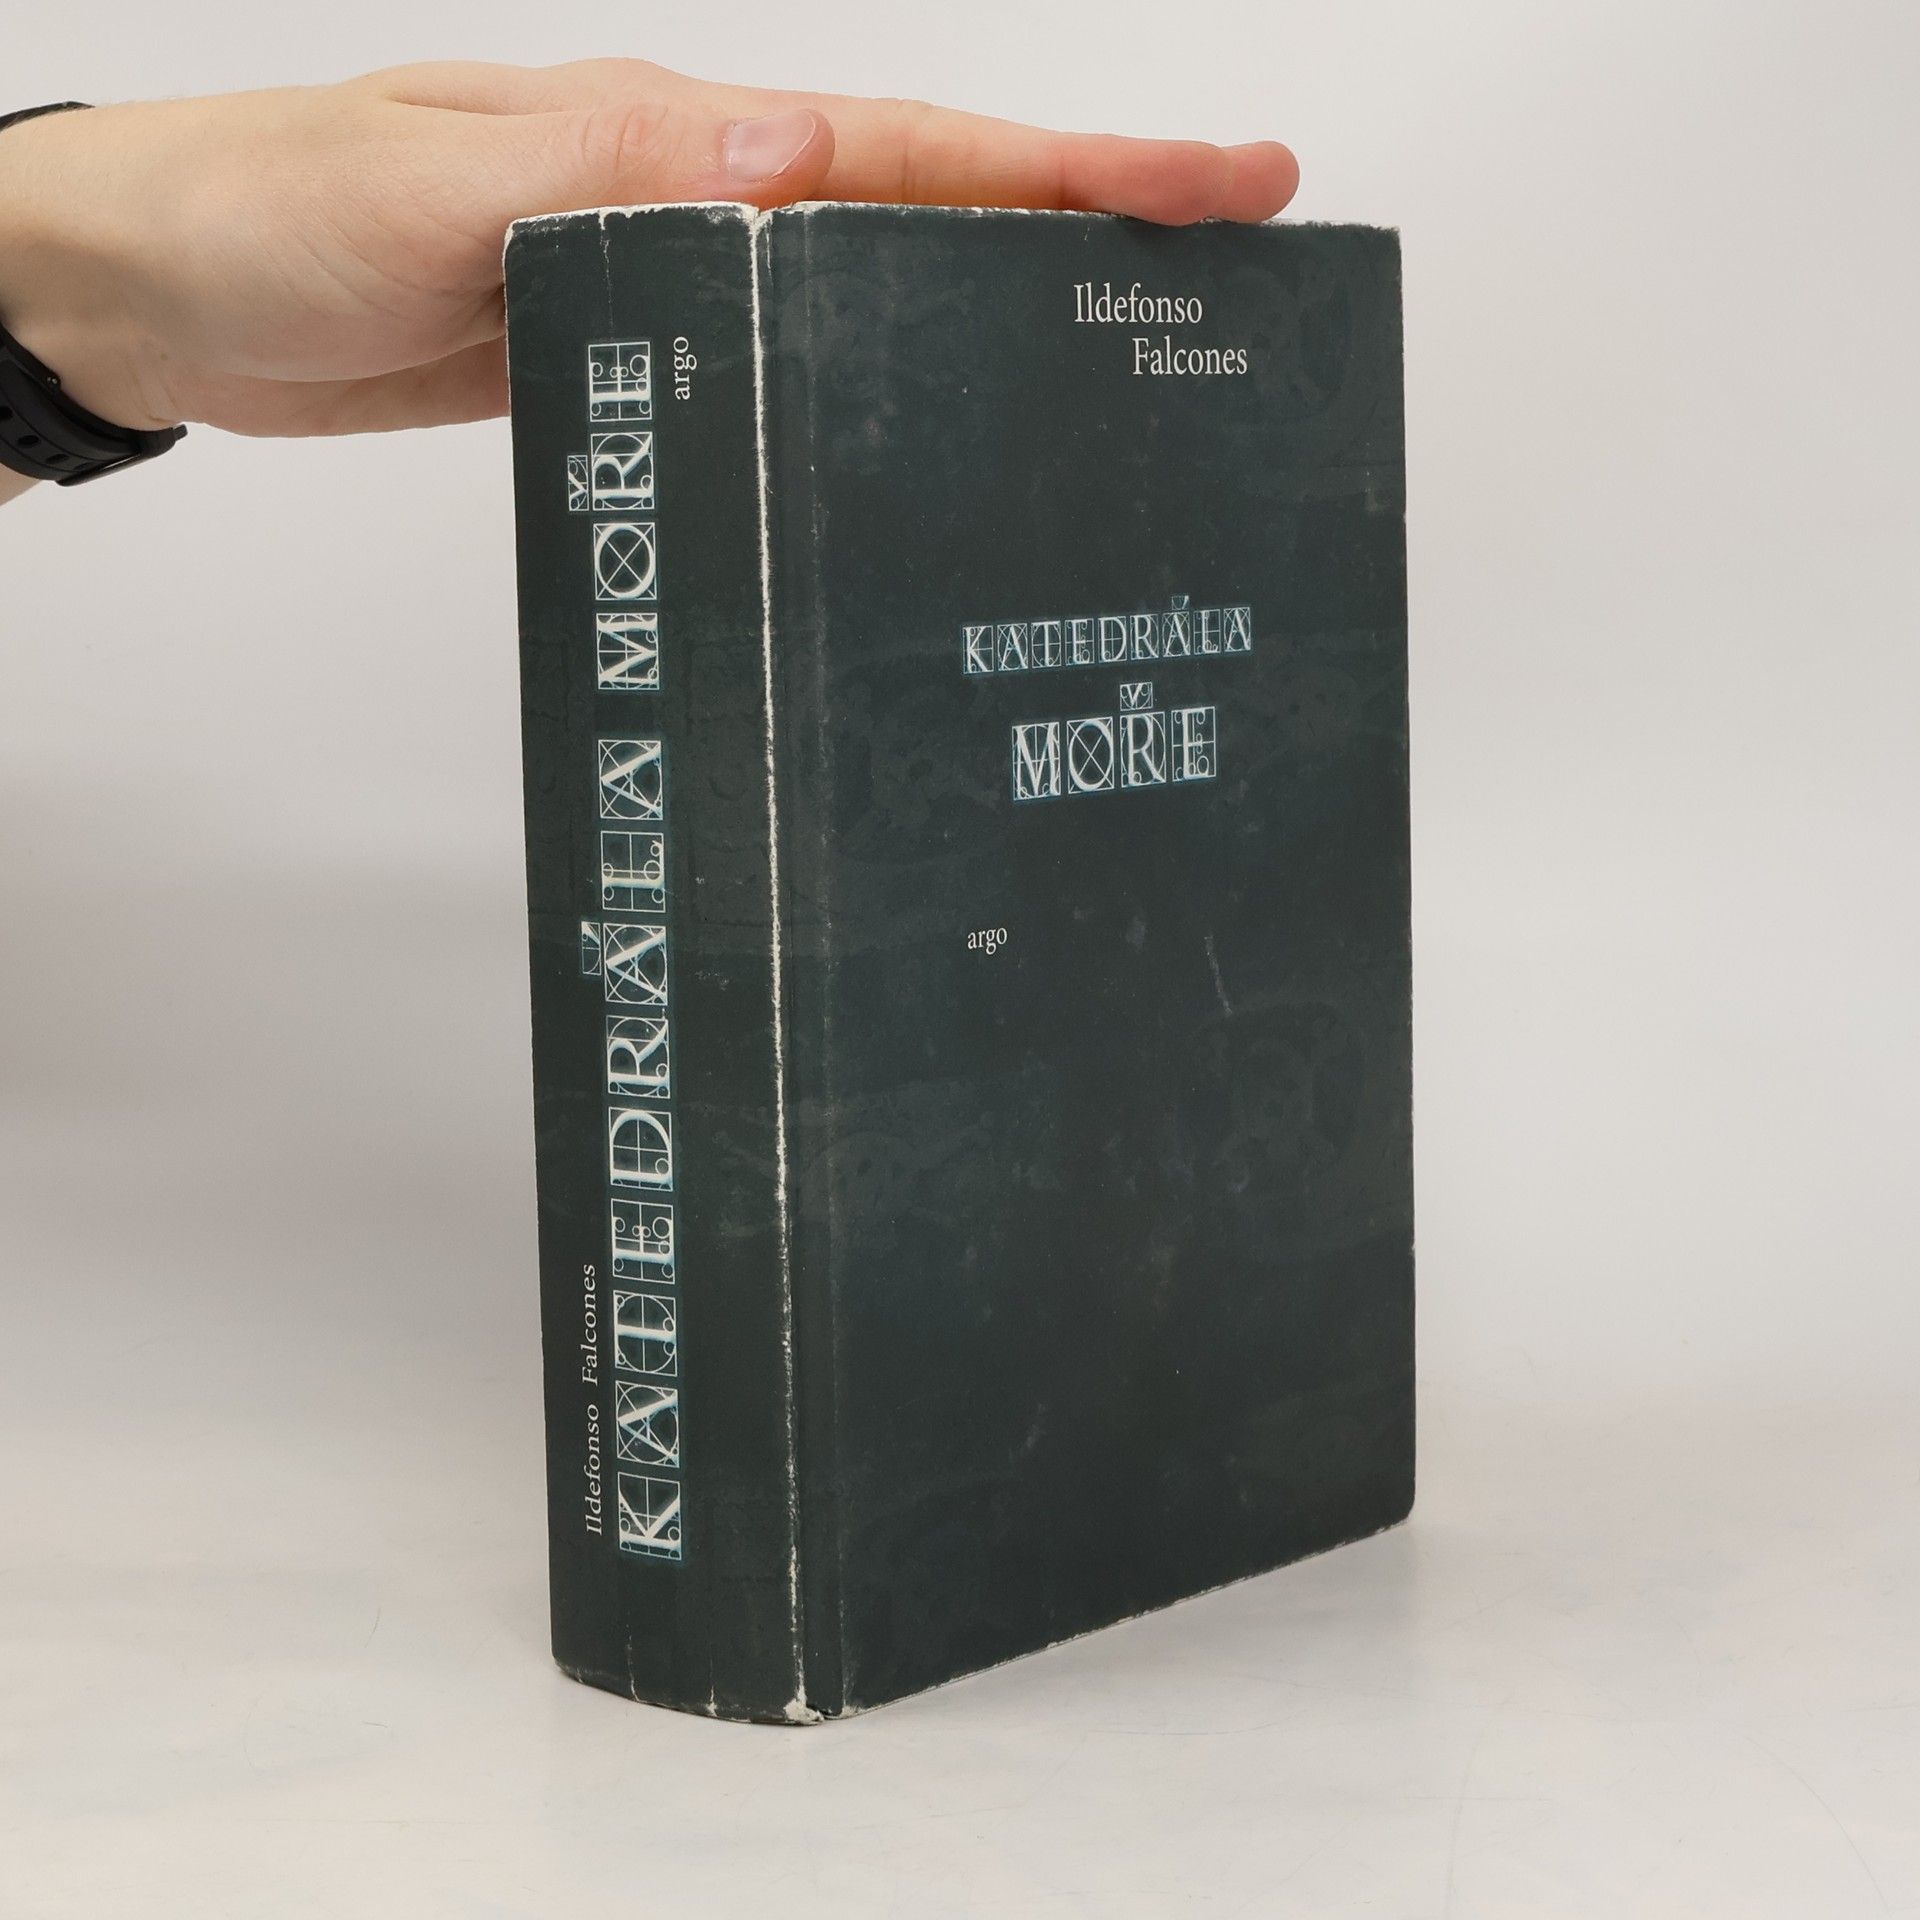 Ildefonso Falcones
KATEDRÁLA MOŘE
argo
Ildefonso
Falcones
KATEDRÁLA
MOŘE
argo